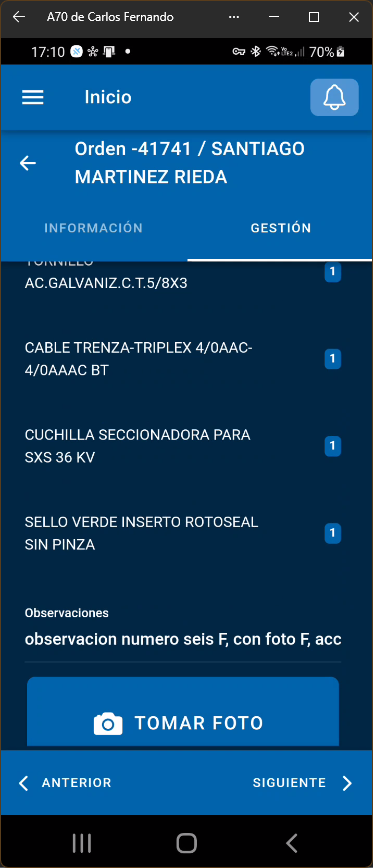 A70 de Carlos Fernando
17:10
70%
Inicio
Orden -41741 / SANTIAGO
MARTINEZ RIEDA
INFORMACIÓN
GESTIÓN
TORNILLO
AC.GALVANIZ.C.T.5/8X3
1
CABLE TRENZA-TRIPLEX 4/0AAC-
4/0AAAC BT
1
CUCHILLA SECCIONADORA PARA
SXS 36 KV
1
SELLO VERDE INSERTO ROTOSEAL
SIN PINZA
1
Observaciones
observacion numero seis F, con foto F, acc
TOMAR FOTO
ANTERIOR
SIGUIENTE